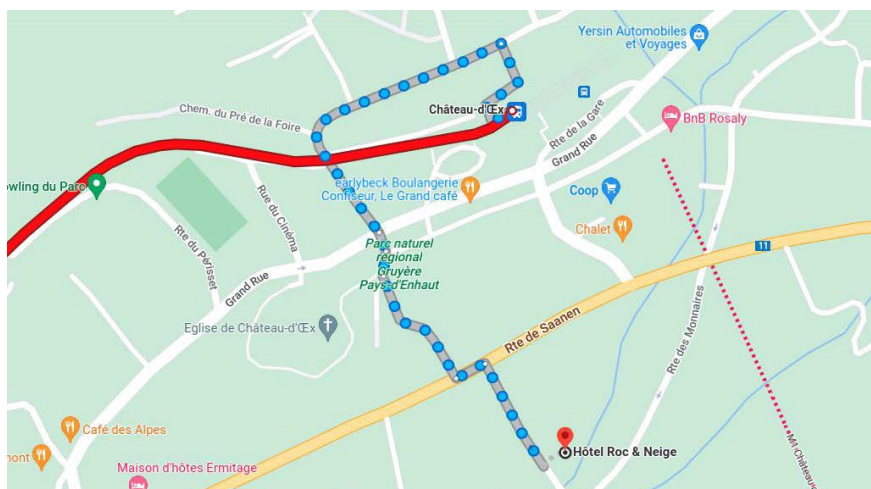 Yersin Automobiles
et Voyages
Château-d'Œx
Chem. du Pré de la Foire
Rte de la Gare
BnB Rosaly
Grand Rue
owling du Parc
earlybeck Boulangerie
Confiseur, Le Grand café
Coop
Rue du Cinéma
Chalet
Rte du Périsset
Parc naturel
régional
Gruyère
Pays-d'Enhaut
11
Grand Rue
Eglise de Château-d'Œx
Rte de Saanen
Rte des Monnaires
Café des Alpes
Hôtel Roc & Neige
mont
Maison d'hôtes Ermitage
M1 Château